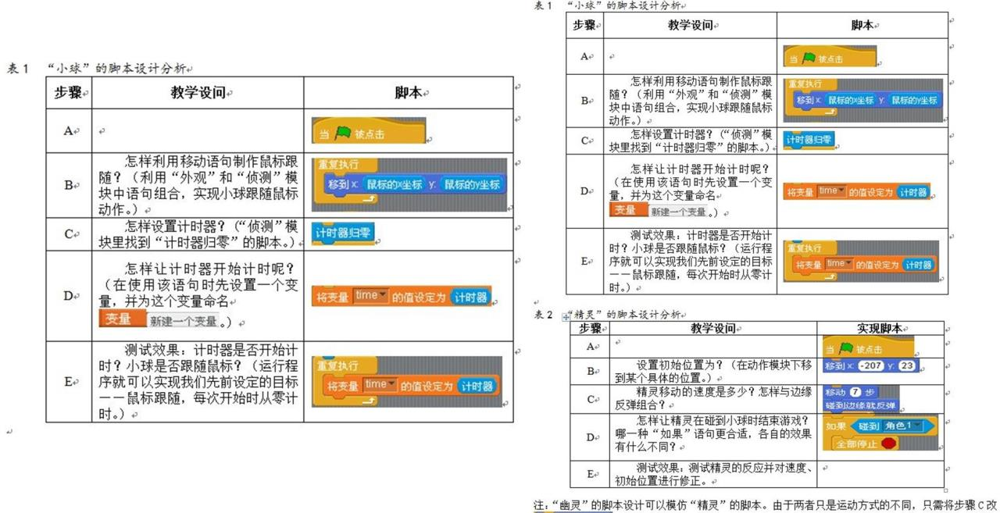 表1 “小球”的脚本设计分析
步骤 教学设问 脚本
A 当 被点击
B 怎样利用移动语句制作鼠标跟
随？（利用“外观”和“侦测”模
块中语句组合，实现小球跟随鼠标
动作。）
重复执行
移到 x: 鼠标的x坐标 y: 鼠标的y坐标
C 怎样设置计时器？（“侦测”模
块里找到“计时器归零”的脚本。）
计时器归零
D 怎样让计时器开始计时呢？
（在使用该语句时先设置一个变
量，并为这个变量命名
变量 新建一个变量。）
将变量 time 的值设定为 计时器
E 测试效果：计时器是否开始计
时？小球是否跟随鼠标？（运行程
序就可以实现我们先前设定的目标
——鼠标跟随，每次开始时从零计
时。）
重复执行
将变量 time 的值设定为 计时器
表1 “小球”的脚本设计分析
步骤 教学设问 脚本
A 当 被点击
B 怎样利用移动语句制作鼠标跟
随？（利用“外观”和“侦测”模
块中语句组合，实现小球跟随鼠标
动作。）
重复执行
移到 x: 鼠标的x坐标 y: 鼠标的y坐标
C 怎样设置计时器？（“侦测”模
块里找到“计时器归零”的脚本。）
计时器归零
D 怎样让计时器开始计时呢？
（在使用该语句时先设置一个变
量，并为这个变量命名
变量 新建一个变量。）
将变量 time 的值设定为 计时器
E 测试效果：计时器是否开始计
时？小球是否跟随鼠标？（运行程
序就可以实现我们先前设定的目标
——鼠标跟随，每次开始时从零计
时。）
重复执行
将变量 time 的值设定为 计时器
表2 “精灵”的脚本设计分析
步骤 教学设问 实现脚本
A 当 被点击
B 设置初始位置为？（在动作模块下移
到某个具体的位置。）
移到 x: -207 y: 23
C 精灵移动的速度是多少？怎样与边缘
反弹组合？
移动 7 步
碰到边缘就反弹
D 怎样让精灵在碰到小球时结束游戏？
哪一种“如果”语句更合适，各自的效果
有什么不同？
如果 碰到 角色1
全部停止
E 测试效果：测试精灵的反应并对速度、
初始位置进行修正。
注：“幽灵”的脚本设计可以模仿“精灵”的脚本。由于两者只是运动方式的不同，只需将步骤C改